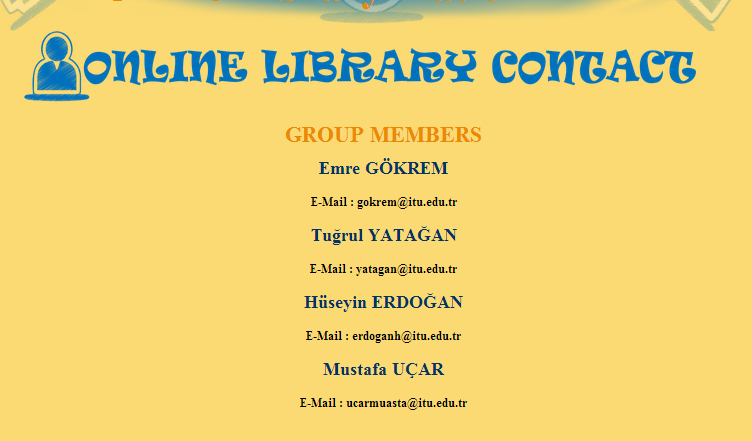 ONLINE LIBRARY CONTACT
GROUP MEMBERS
Emre GÖKREM
E-Mail : gokrem@itu.edu.tr
Tuğrul YATAĞAN
E-Mail : yatagan@itu.edu.tr
Hüseyin ERDOĞAN
E-Mail : erdoganh@itu.edu.tr
Mustafa UÇAR
E-Mail : ucarmuasta@itu.edu.tr